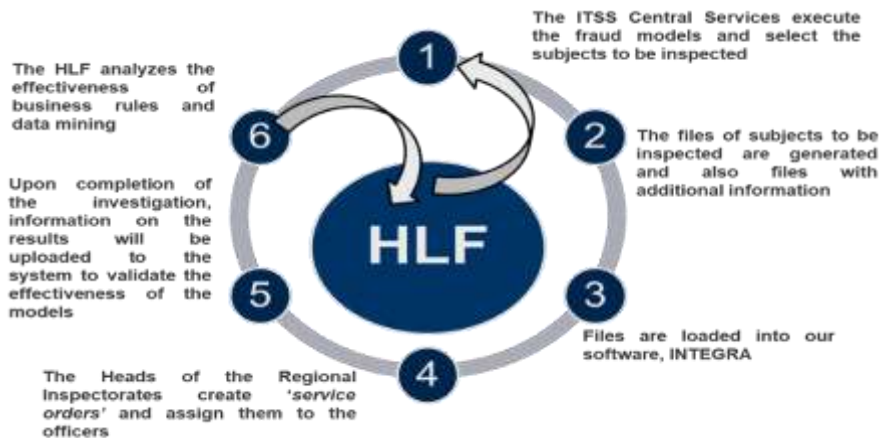 The ITSS Central Services execute
the fraud models and select the
subjects to be inspected
1
2
The files of subjects to be
inspected are generated
and also files with
additional information
3
Files are loaded into our
software, INTEGRA
4
The Heads of the Regional
Inspectorates create 'service
orders' and assign them to the
officers
5
Upon completion of
the investigation,
information on the
results will be
uploaded to the
system to validate the
effectiveness of the
models
6
The HLF analyzes the
effectiveness of
business rules and
data mining
HLF